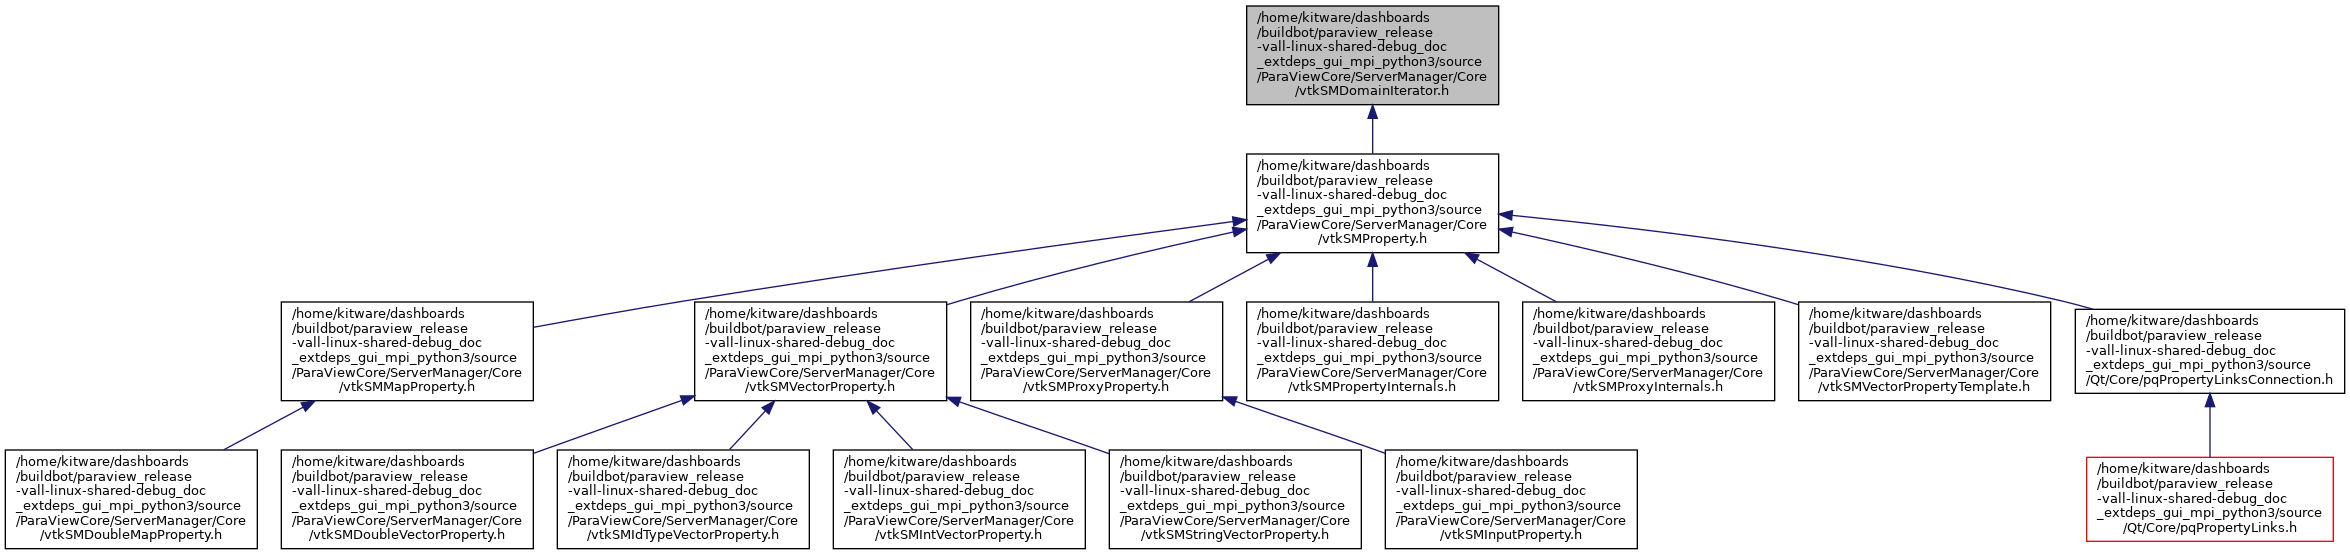 /home/kitware/dashboards
/buildbot/paraview_release
-vall-linux-shared-debug_doc
_extdeps_gui_mpi_python3/source
/ParaViewCore/ServerManager/Core
/vtkSMDomainIterator.h
/home/kitware/dashboards
/buildbot/paraview_release
-vall-linux-shared-debug_doc
_extdeps_gui_mpi_python3/source
/ParaViewCore/ServerManager/Core
/vtkSMProperty.h
/home/kitware/dashboards
/buildbot/paraview_release
-vall-linux-shared-debug_doc
_extdeps_gui_mpi_python3/source
/ParaViewCore/ServerManager/Core
/vtkSMMapProperty.h
/home/kitware/dashboards
/buildbot/paraview_release
-vall-linux-shared-debug_doc
_extdeps_gui_mpi_python3/source
/ParaViewCore/ServerManager/Core
/vtkSMVectorProperty.h
/home/kitware/dashboards
/buildbot/paraview_release
-vall-linux-shared-debug_doc
_extdeps_gui_mpi_python3/source
/ParaViewCore/ServerManager/Core
/vtkSMProxyProperty.h
/home/kitware/dashboards
/buildbot/paraview_release
-vall-linux-shared-debug_doc
_extdeps_gui_mpi_python3/source
/ParaViewCore/ServerManager/Core
/vtkSMPropertyInternals.h
/home/kitware/dashboards
/buildbot/paraview_release
-vall-linux-shared-debug_doc
_extdeps_gui_mpi_python3/source
/ParaViewCore/ServerManager/Core
/vtkSMProxyInternals.h
/home/kitware/dashboards
/buildbot/paraview_release
-vall-linux-shared-debug_doc
_extdeps_gui_mpi_python3/source
/ParaViewCore/ServerManager/Core
/vtkSMVectorPropertyTemplate.h
/home/kitware/dashboards
/buildbot/paraview_release
-vall-linux-shared-debug_doc
_extdeps_gui_mpi_python3/source
/Qt/Core/pqPropertyLinksConnection.h
/home/kitware/dashboards
/buildbot/paraview_release
-vall-linux-shared-debug_doc
_extdeps_gui_mpi_python3/source
/ParaViewCore/ServerManager/Core
/vtkSMDoubleMapProperty.h
/home/kitware/dashboards
/buildbot/paraview_release
-vall-linux-shared-debug_doc
_extdeps_gui_mpi_python3/source
/ParaViewCore/ServerManager/Core
/vtkSMDoubleVectorProperty.h
/home/kitware/dashboards
/buildbot/paraview_release
-vall-linux-shared-debug_doc
_extdeps_gui_mpi_python3/source
/ParaViewCore/ServerManager/Core
/vtkSMIdTypeVectorProperty.h
/home/kitware/dashboards
/buildbot/paraview_release
-vall-linux-shared-debug_doc
_extdeps_gui_mpi_python3/source
/ParaViewCore/ServerManager/Core
/vtkSMIntVectorProperty.h
/home/kitware/dashboards
/buildbot/paraview_release
-vall-linux-shared-debug_doc
_extdeps_gui_mpi_python3/source
/ParaViewCore/ServerManager/Core
/vtkSMStringVectorProperty.h
/home/kitware/dashboards
/buildbot/paraview_release
-vall-linux-shared-debug_doc
_extdeps_gui_mpi_python3/source
/ParaViewCore/ServerManager/Core
/vtkSMInputProperty.h
/home/kitware/dashboards
/buildbot/paraview_release
-vall-linux-shared-debug_doc
_extdeps_gui_mpi_python3/source
/Qt/Core/pqPropertyLinks.h